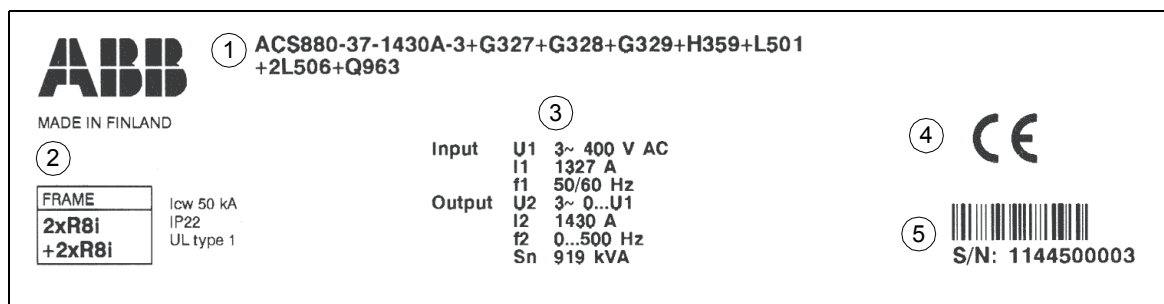 ABB
1
ACS880-37-1430A-3+G327+G328+G329+H359+L501
+2L506+Q963
MADE IN FINLAND
2
FRAME
2xR8i
+2xR8i
Icw 50 kA
IP22
UL type 1
3
Input U1 3~ 400 V AC
I1 1327 A
f1 50/60 Hz
Output U2 3~ 0...U1
I2 1430 A
f2 0...500 Hz
Sn 919 kVA
4
CE
5
S/N: 1144500003